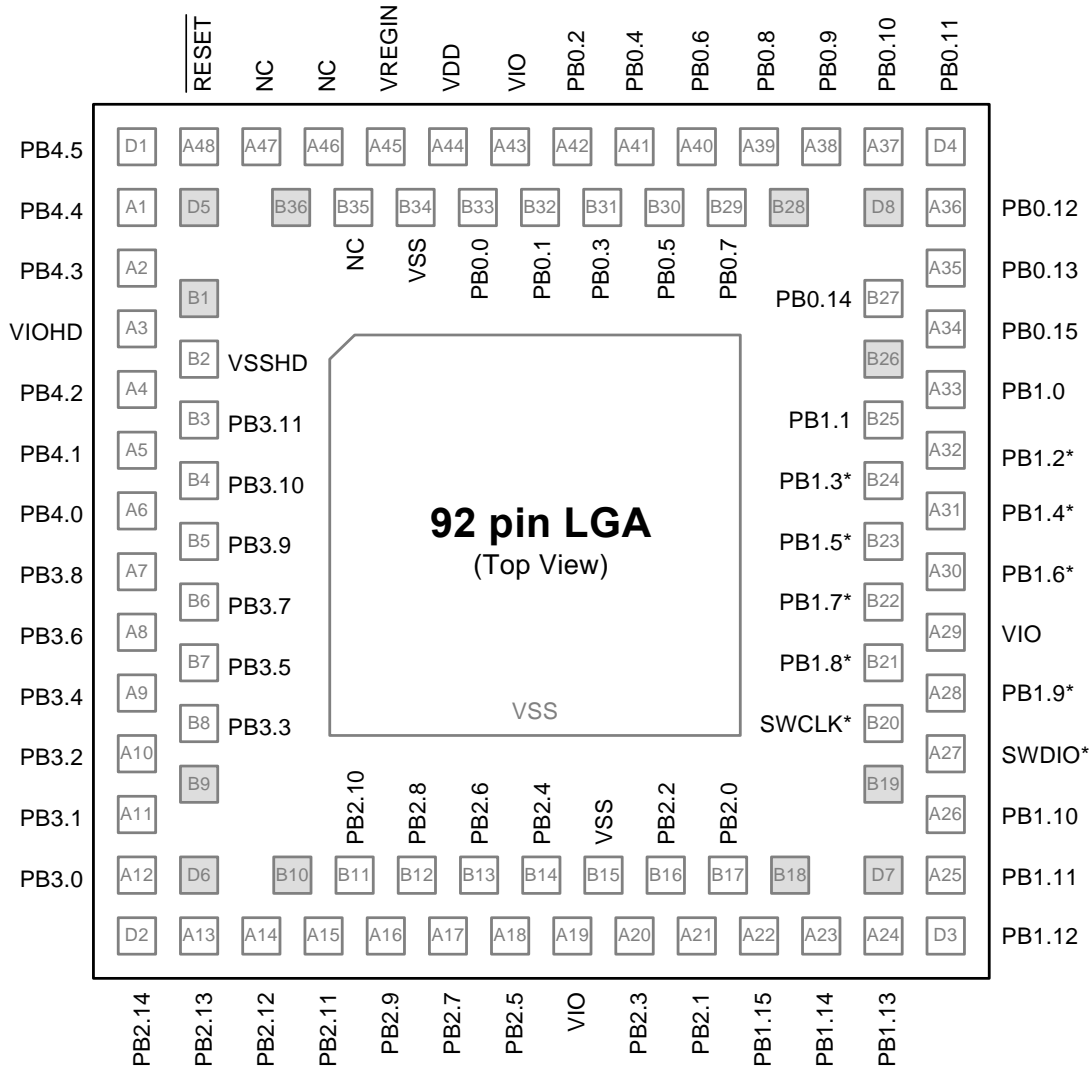 RESET NC NC VREGIN VDD VIO PB0.2 PB0.4 PB0.6 PB0.8 PB0.9 PB0.10 PB0.11
PB4.5 D1 A48 A47 A46 A45 A44 A43 A42 A41 A40 A39 A38 A37 D4
PB4.4 A1 D5 B36 B35 B34 B33 B32 B31 B30 B29 B28 D8 A36 PB0.12
NC VSS PB0.0 PB0.1 PB0.3 PB0.5 PB0.7
PB4.3 A2 A35 PB0.13
B1 PB0.14 B27
VIOHD A3 A34 PB0.15
B2 VSSHD B26
PB4.2 A4 A33 PB1.0
B3 PB3.11 PB1.1 B25
PB4.1 A5 A32 PB1.2*
B4 PB3.10 PB1.3* B24
PB4.0 A6 A31 PB1.4*
92 pin LGA
B5 PB3.9 PB1.5* B23
(Top View)
PB3.8 A7 A30 PB1.6*
B6 PB3.7 PB1.7* B22
PB3.6 A8 A29 VIO
B7 PB3.5 PB1.8* B21
PB3.4 A9 A28 PB1.9*
VSS
B8 PB3.3 SWCLK* B20
PB3.2 A10 A27 SWDIO*
B9 B19
PB3.1 A11 A26 PB1.10
PB2.10 PB2.8 PB2.6 PB2.4 VSS PB2.2 PB2.0
PB3.0 A12 D6 B10 B11 B12 B13 B14 B15 B16 B17 B18 D7 A25 PB1.11
D2 A13 A14 A15 A16 A17 A18 A19 A20 A21 A22 A23 A24 D3 PB1.12
PB2.14 PB2.13 PB2.12 PB2.11 PB2.9 PB2.7 PB2.5 VIO PB2.3 PB2.1 PB1.15 PB1.14 PB1.13